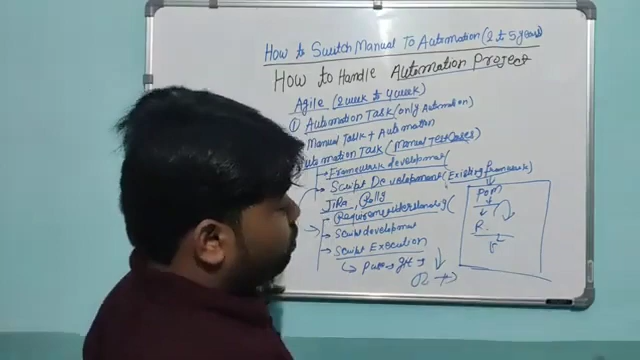 How to Switch Manual To Automation (2 to 5 years)
How to Handle Automation Project
Agile (2 week to 4 week)
① Automation Task (only Automation)
Manual Task + Automation
Automation Task (Manual Test Cases)
→ Framework development (
→ Script Development (Existing framework)
Jira, Rally
→ Requirement understanding (
→ Script development
→ Script Execution
↳ Pull → git →
POM
R.